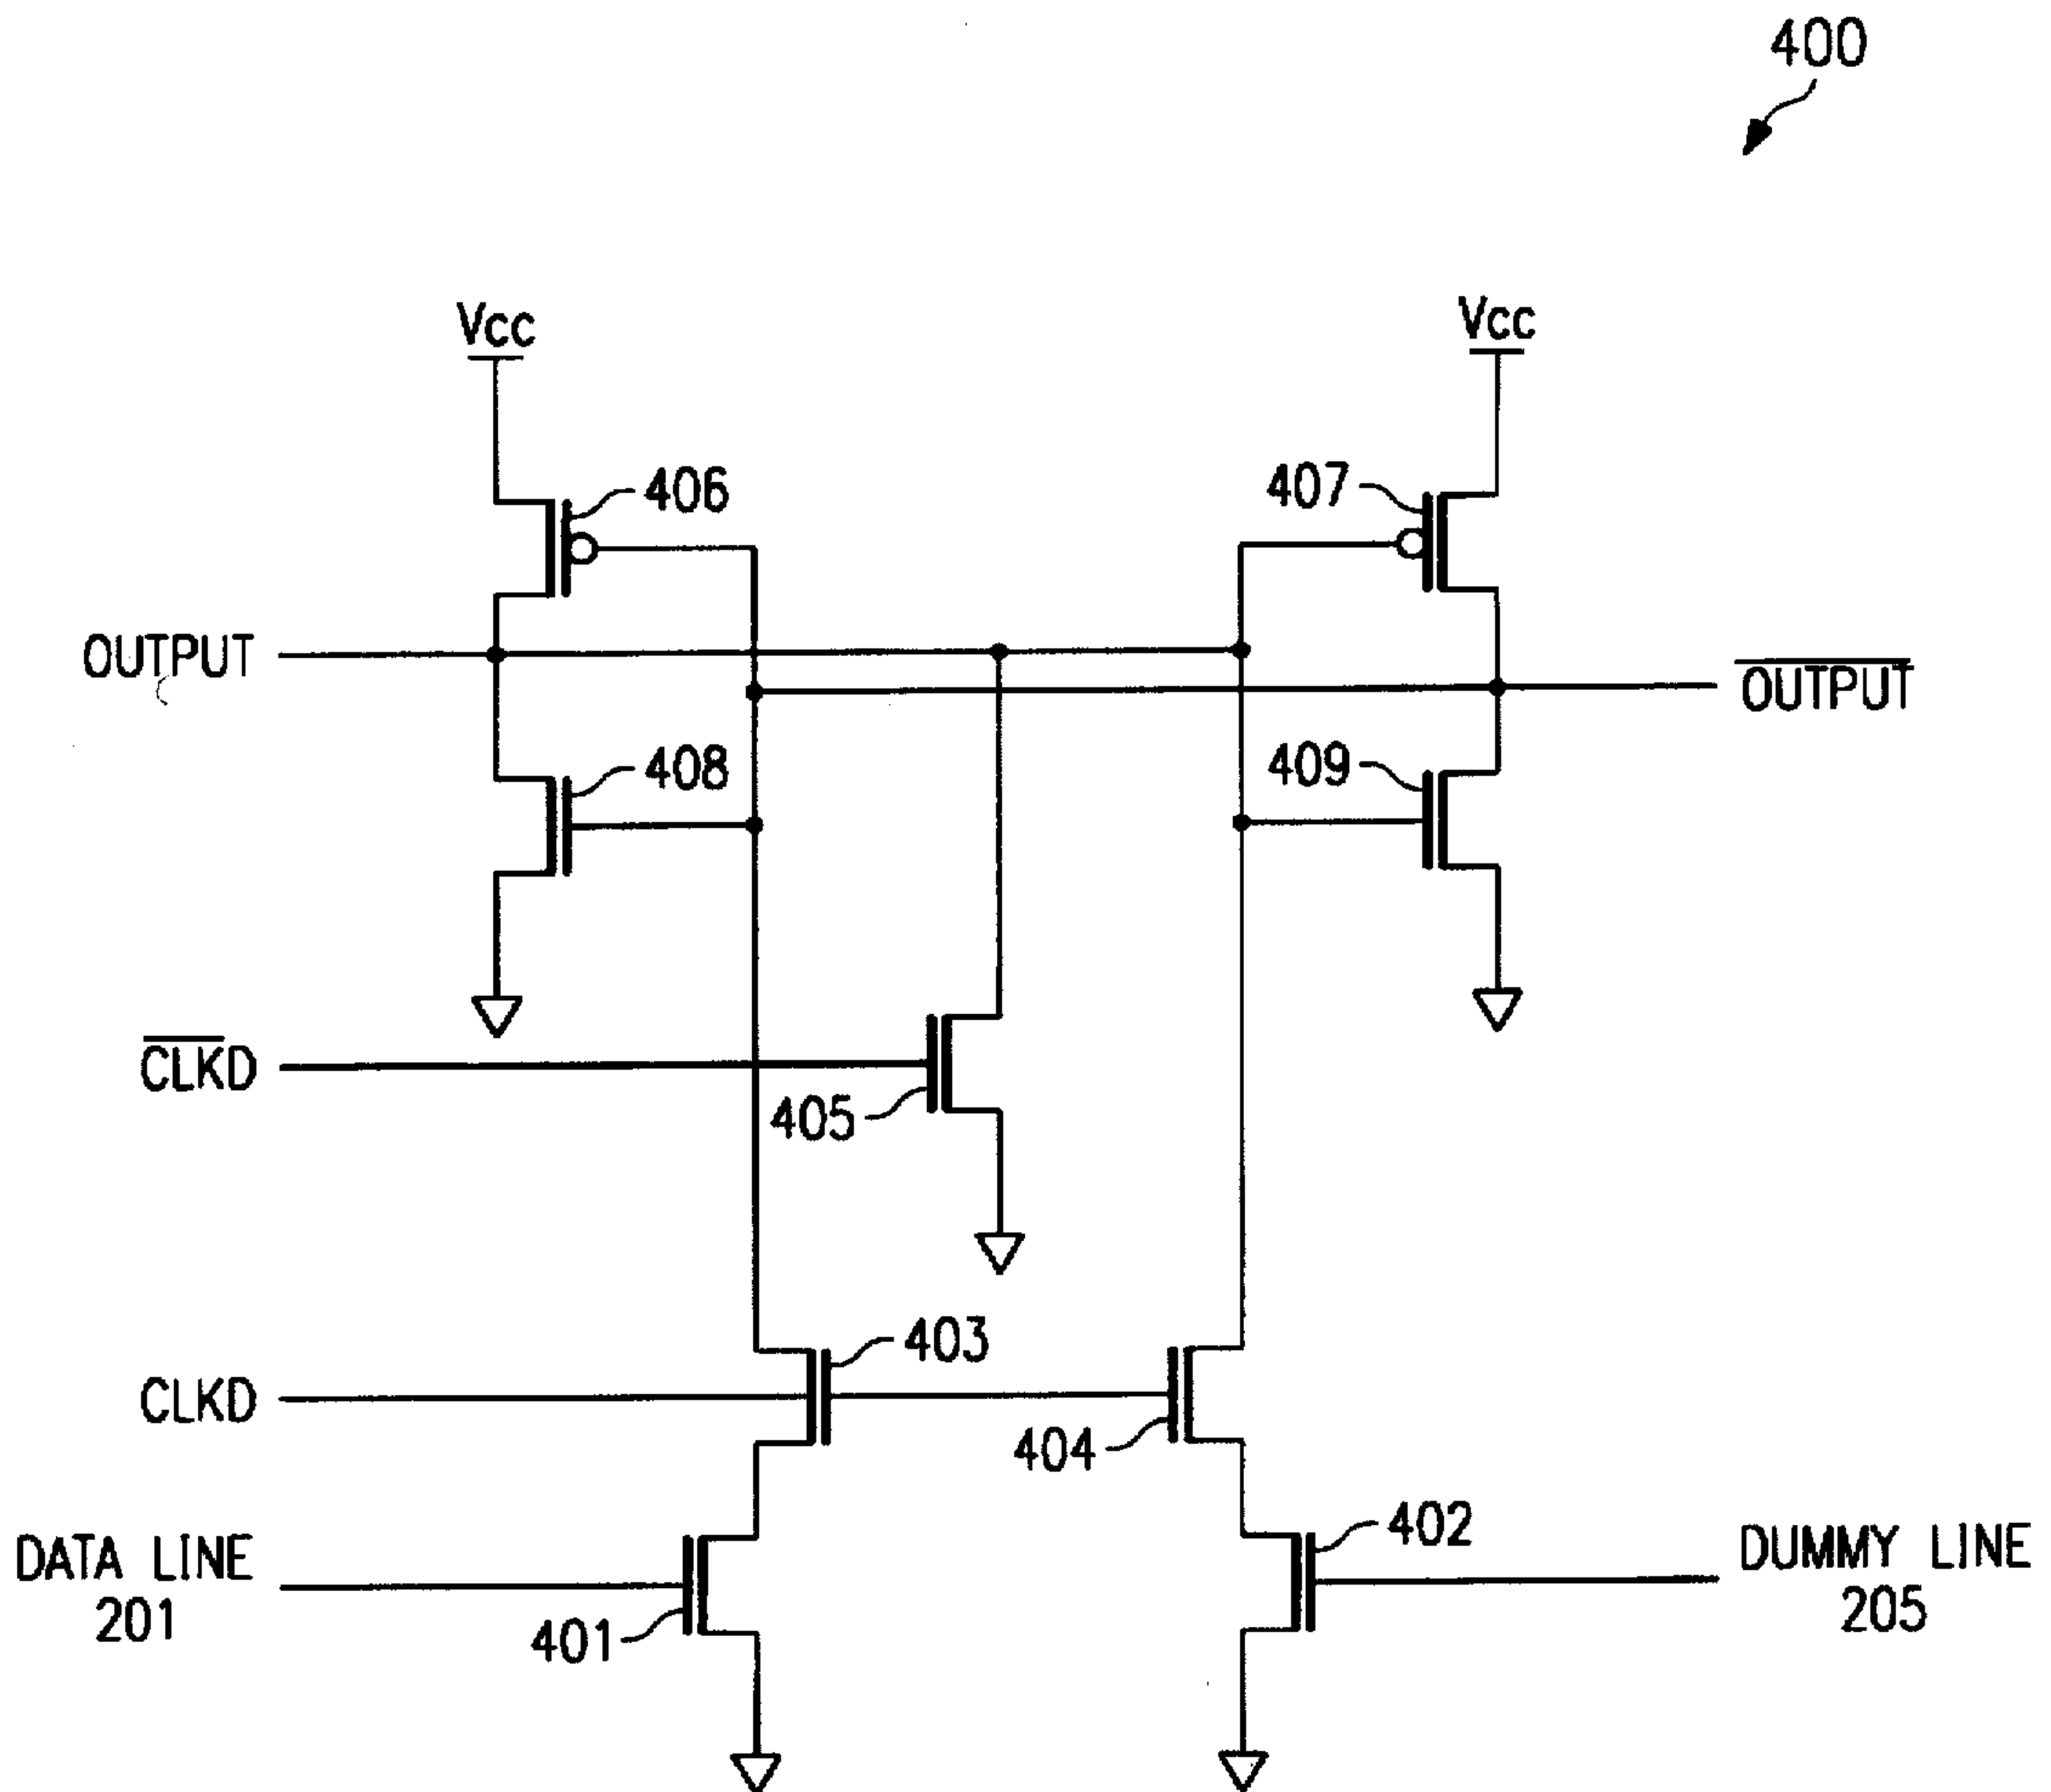 400
Vcc
Vcc
406
407
OUTPUT
OUTPUT
408
409
CLKD
405
403
CLKD
404
402
DATA LINE
201
DUMMY LINE
205
401